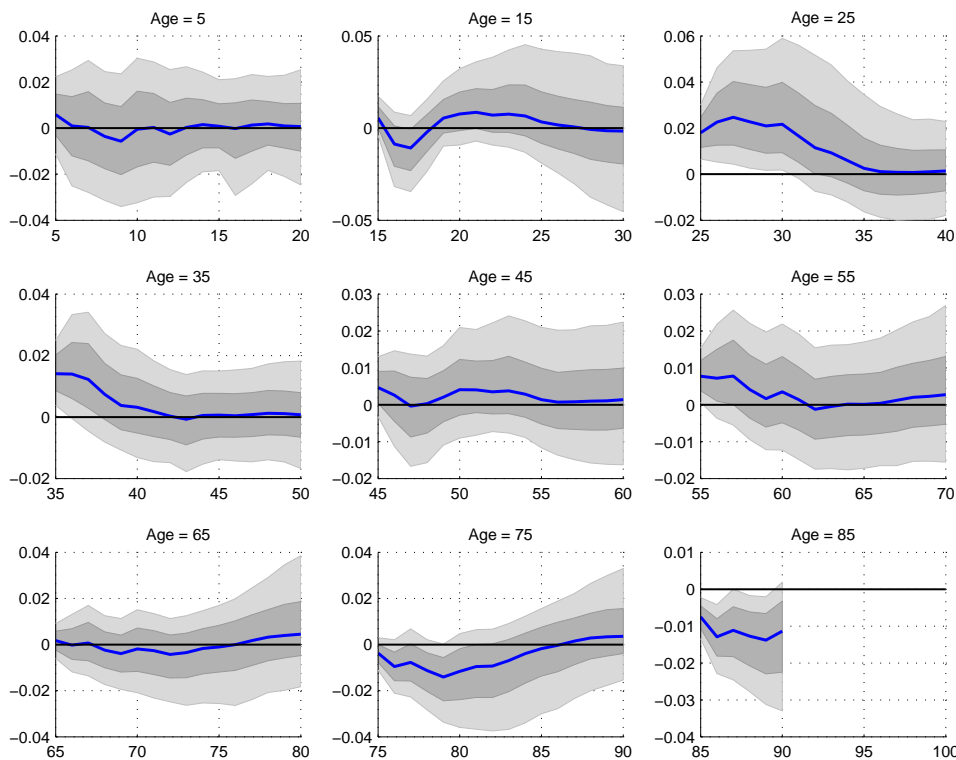 Age = 5
0.04
0.02
0
−0.02
−0.04
5 10 15 20
Age = 15
0.05
0
−0.05
15 20 25 30
Age = 25
0.06
0.04
0.02
0
−0.02
25 30 35 40
Age = 35
0.04
0.02
0
−0.02
35 40 45 50
Age = 45
0.03
0.02
0.01
0
−0.01
−0.02
45 50 55 60
Age = 55
0.03
0.02
0.01
0
−0.01
−0.02
55 60 65 70
Age = 65
0.04
0.02
0
−0.02
−0.04
65 70 75 80
Age = 75
0.04
0.02
0
−0.02
−0.04
75 80 85 90
Age = 85
0.01
0
−0.01
−0.02
−0.03
−0.04
85 90 95 100